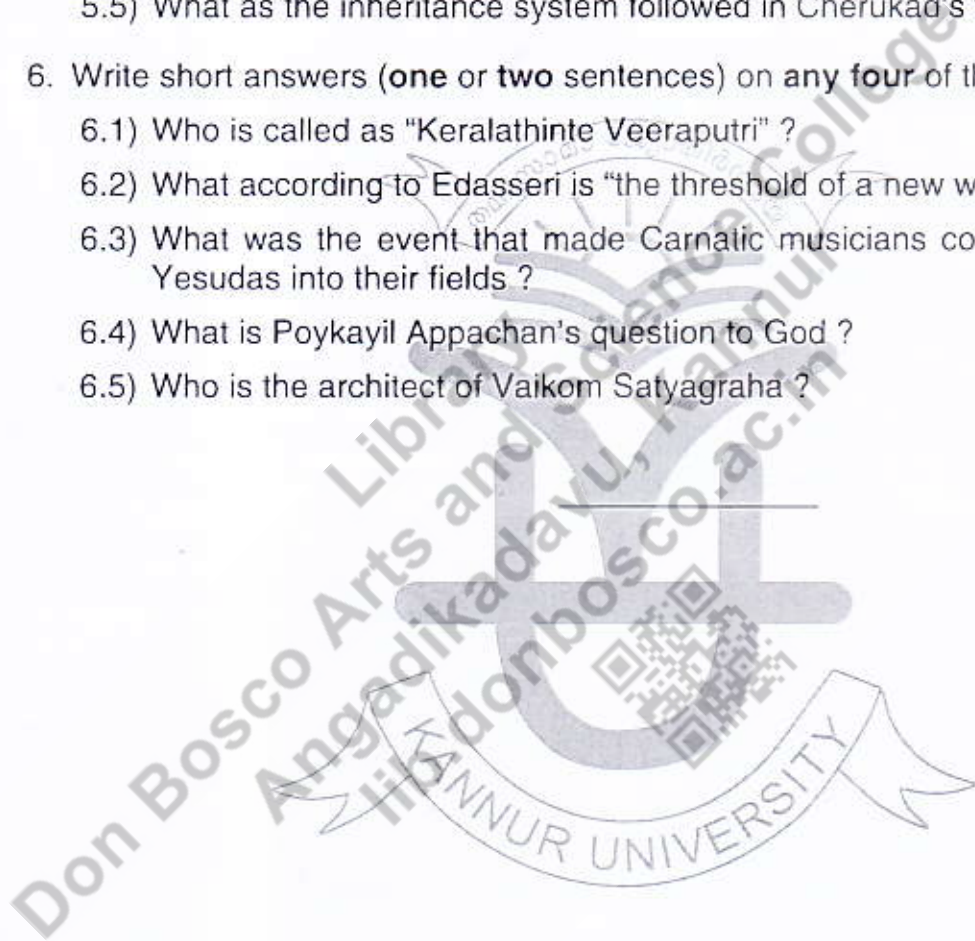 5.5) What as the inheritance system followed in Cherukad's
6. Write short answers (one or two sentences) on any four of
6.1) Who is called as “Keralathinte Veeraputri” ?
6.2) What according to Edasseri is “the threshold of a new
6.3) What was the event that made Carnatic musicians
Yesudas into their fields ?
6.4) What is Poykayil Appachan's question to God ?
6.5) Who is the architect of Vaikom Satyagraha ?
Library
Don Bosco Arts and Science College
Angadikadavu, Kannur
lib.donbosco.ac.in
KANNUR UNIVERSITY